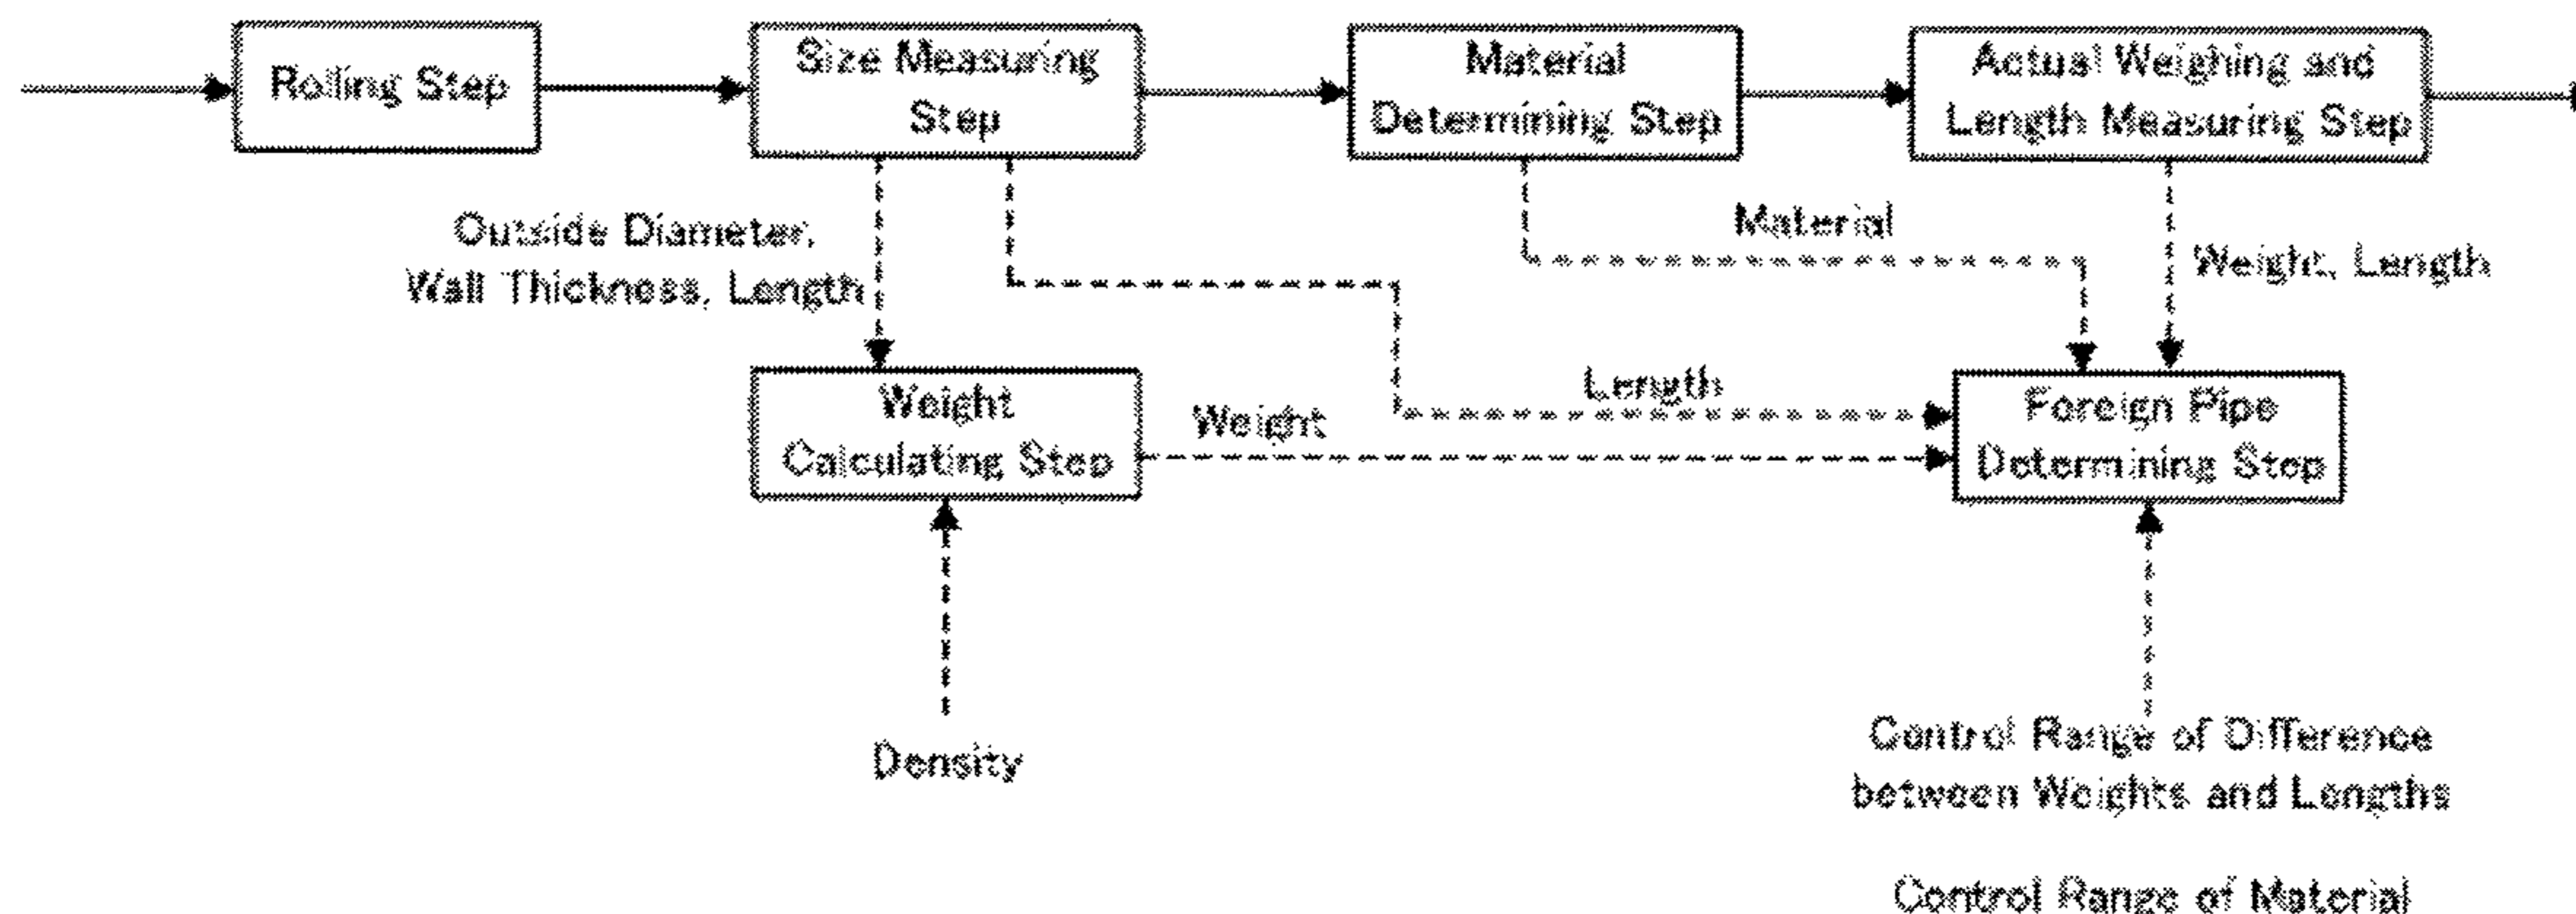 Rolling Step
Size Measuring
Step
Material
Determining Step
Actual Weighing and
Length Measuring Step
Outside Diameter,
Wall Thickness, Length
Material
Weight, Length
Weight
Calculating Step
Weight
Length
Foreign Pipe
Determining Step
Density
Control Range of Difference
between Weights and Lengths
Control Range of Material